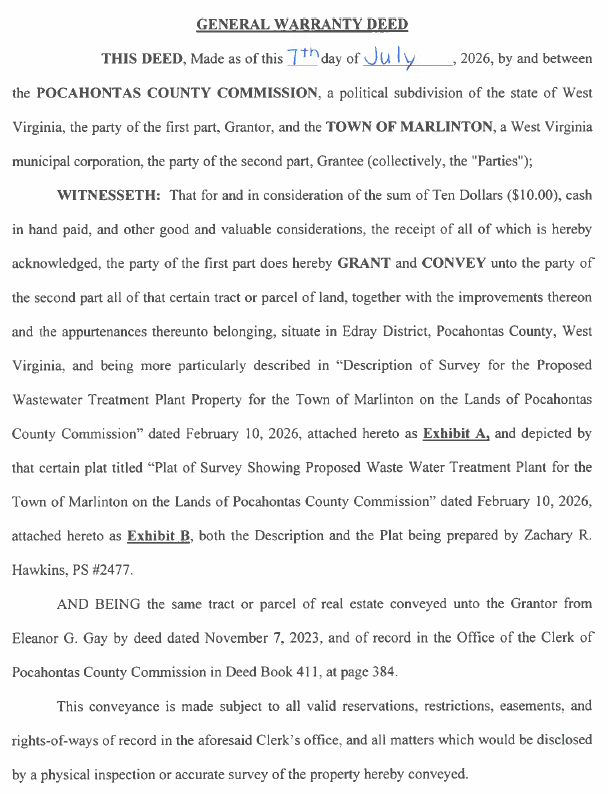 GENERAL WARRANTY DEED
THIS DEED, Made as of this 7th day of July, 2026, by and between
the POCAHONTAS COUNTY COMMISSION, a political subdivision of the state of West
Virginia, the party of the first part, Grantor, and the TOWN OF MARLINTON, a West Virginia
municipal corporation, the party of the second part, Grantee (collectively, the "Parties");
WITNESSETH: That for and in consideration of the sum of Ten Dollars ($10.00), cash
in hand paid, and other good and valuable considerations, the receipt of all of which is hereby
acknowledged, the party of the first part does hereby GRANT and CONVEY unto the party of
the second part all of that certain tract or parcel of land, together with the improvements thereon
and the appurtenances thereunto belonging, situate in Edray District, Pocahontas County, West
Virginia, and being more particularly described in “Description of Survey for the Proposed
Wastewater Treatment Plant Property for the Town of Marlinton on the Lands of Pocahontas
County Commission” dated February 10, 2026, attached hereto as Exhibit A, and depicted by
that certain plat titled “Plat of Survey Showing Proposed Waste Water Treatment Plant for the
Town of Marlinton on the Lands of Pocahontas County Commission” dated February 10, 2026,
attached hereto as Exhibit B, both the Description and the Plat being prepared by Zachary R.
Hawkins, PS #2477.
AND BEING the same tract or parcel of real estate conveyed unto the Grantor from
Eleanor G. Gay by deed dated November 7, 2023, and of record in the Office of the Clerk of
Pocahontas County Commission in Deed Book 411, at page 384.
This conveyance is made subject to all valid reservations, restrictions, easements, and
rights-of-ways of record in the aforesaid Clerk’s office, and all matters which would be disclosed
by a physical inspection or accurate survey of the property hereby conveyed.